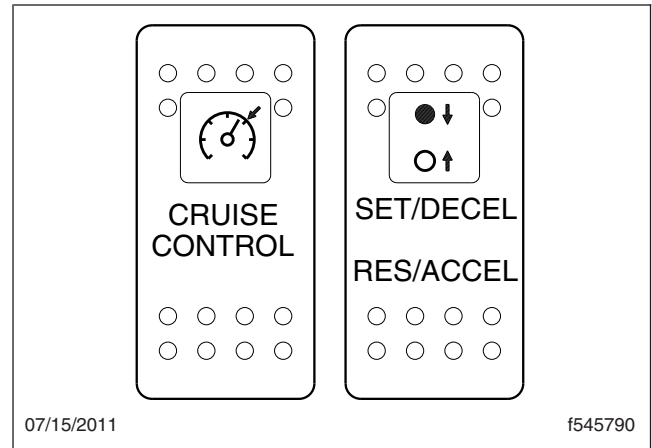 CRUISE
CONTROL
SET/DECEL
RES/ACCEL
07/15/2011
f545790